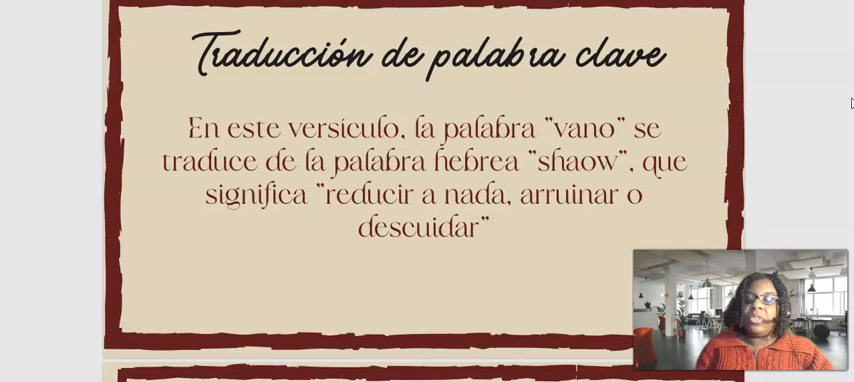 Traducción de palabra clave
En este versículo, la palabra "vano" se
traduce de la palabra hebrea "shaow", que
significa "reducir a nada, arruinar o
descuidar"